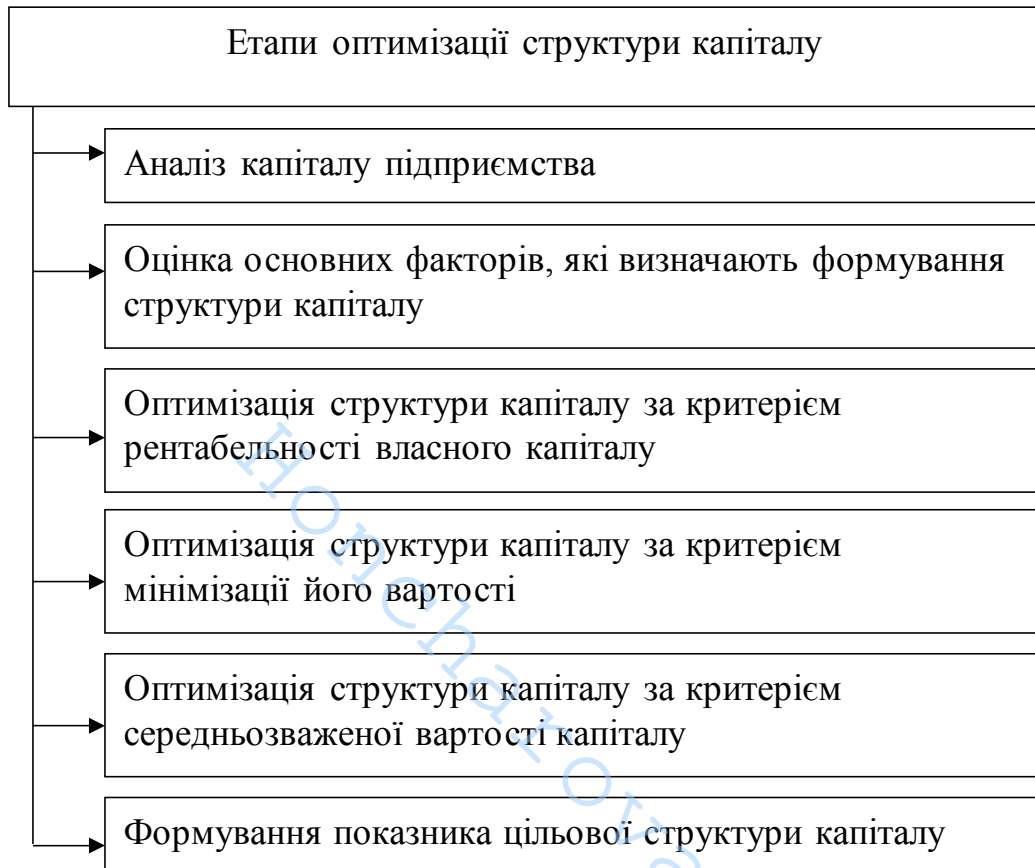 Етапи оптимізації структури капіталу
Аналіз капіталу підприємства
Оцінка основних факторів, які визначають формування
структури капіталу
Оптимізація структури капіталу за критерієм
рентабельності власного капіталу
Оптимізація структури капіталу за критерієм
мінімізації його вартості
Оптимізація структури капіталу за критерієм
середньозваженої вартості капіталу
Формування показника цільової структури капіталу
Honcharova